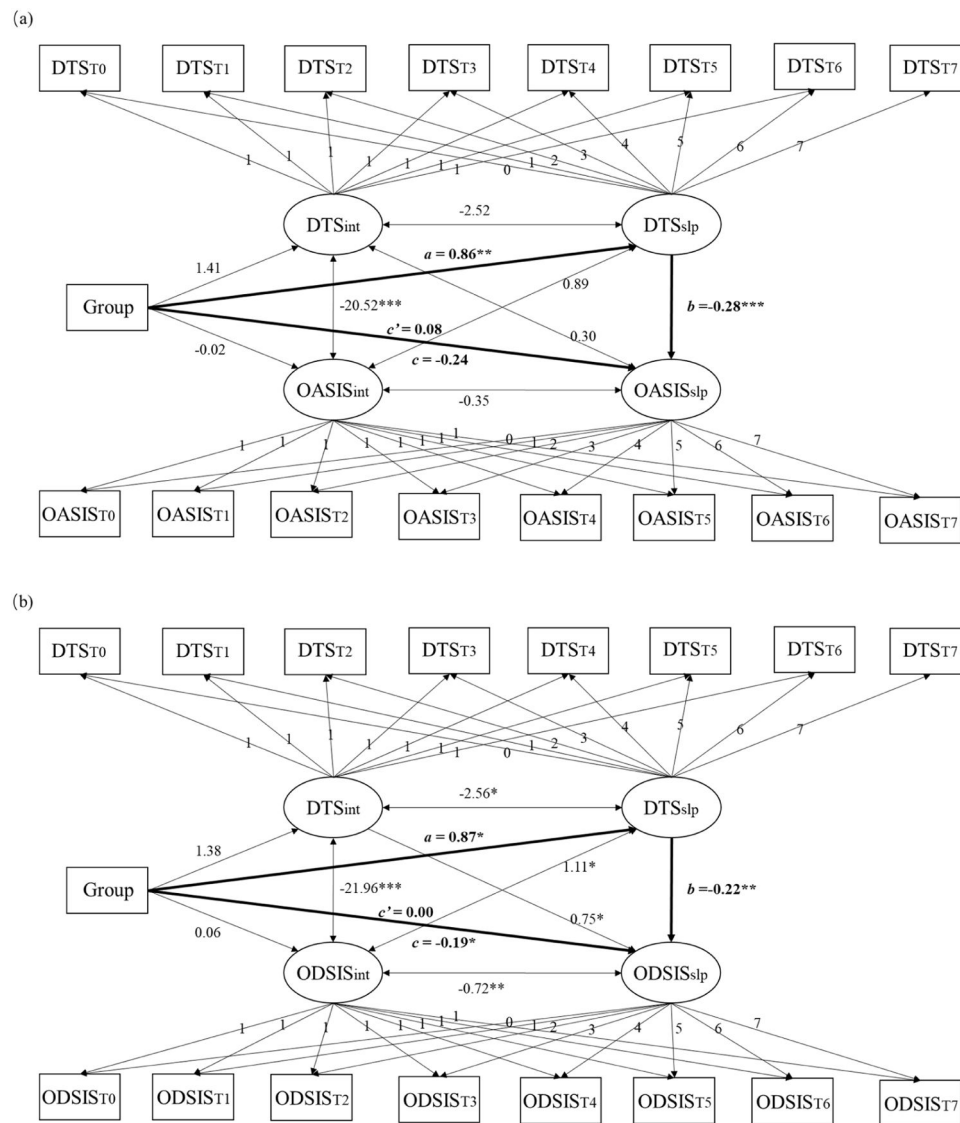 (a)
DTST0 DTST1 DTST2 DTST3 DTST4 DTST5 DTST6 DTST7
1 1 1 1 1 1 1 0 1 2 3 4 5 6 7
DTSint -2.52 DTSslp
1.41 a = 0.86** 0.89
Group -20.52*** b =-0.28***
-0.02 c’= 0.08 0.30
c = -0.24
OASISint -0.35 OASISslp
1 1 1 1 1 1 1 1 0 1 2 3 4 5 6 7
OASIST0 OASIST1 OASIST2 OASIST3 OASIST4 OASIST5 OASIST6 OASIST7
(b)
DTST0 DTST1 DTST2 DTST3 DTST4 DTST5 DTST6 DTST7
1 1 1 1 1 1 1 0 1 2 3 4 5 6 7
DTSint -2.56* DTSslp
1.38 a = 0.87* 1.11*
Group -21.96*** b =-0.22**
0.06 c’= 0.00 0.75*
c = -0.19*
ODSISint -0.72** ODSISslp
1 1 1 1 1 1 1 1 0 1 2 3 4 5 6 7
ODSIST0 ODSIST1 ODSIST2 ODSIST3 ODSIST4 ODSIST5 ODSIST6 ODSIST7